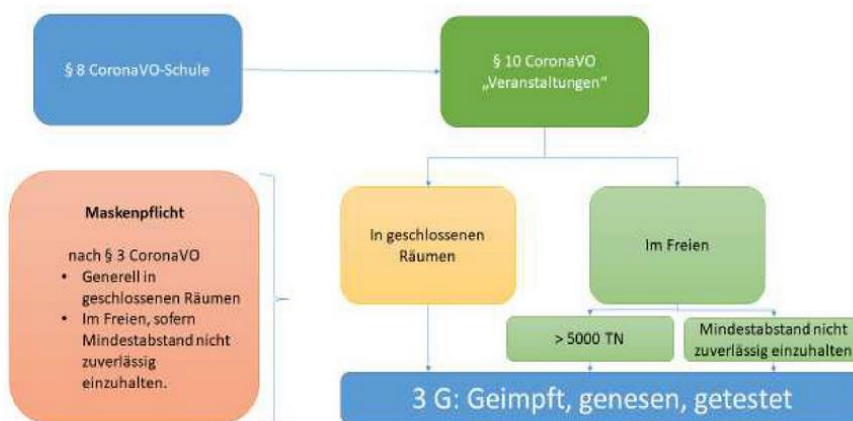 § 8 CoronaVO-Schule
§ 10 CoronaVO
„Veranstaltungen“
Maskenpflicht
nach § 3 CoronaVO
• Generell in
geschlossenen Räumen
• Im Freien, sofern
Mindestabstand nicht
zuverlässig
einzuhalten.
In geschlossenen
Räumen
Im Freien
> 5000 TN
Mindestabstand nicht
zuverlässig einzuhalten
3 G: Geimpft, genesen, getestet